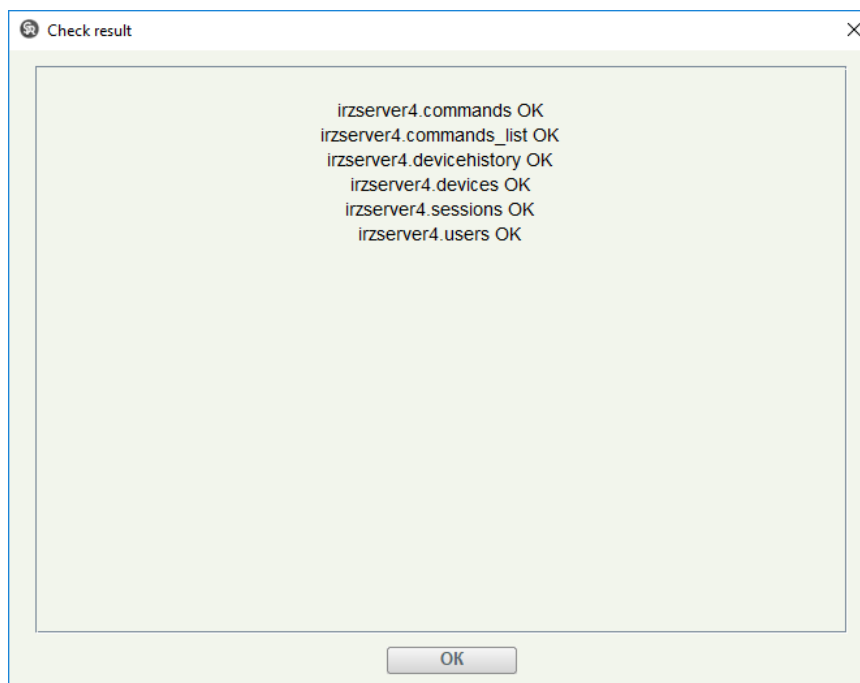 Check result
irzserver4.commands OK
irzserver4.commands_list OK
irzserver4.devicehistory OK
irzserver4.devices OK
irzserver4.sessions OK
irzserver4.users OK
OK